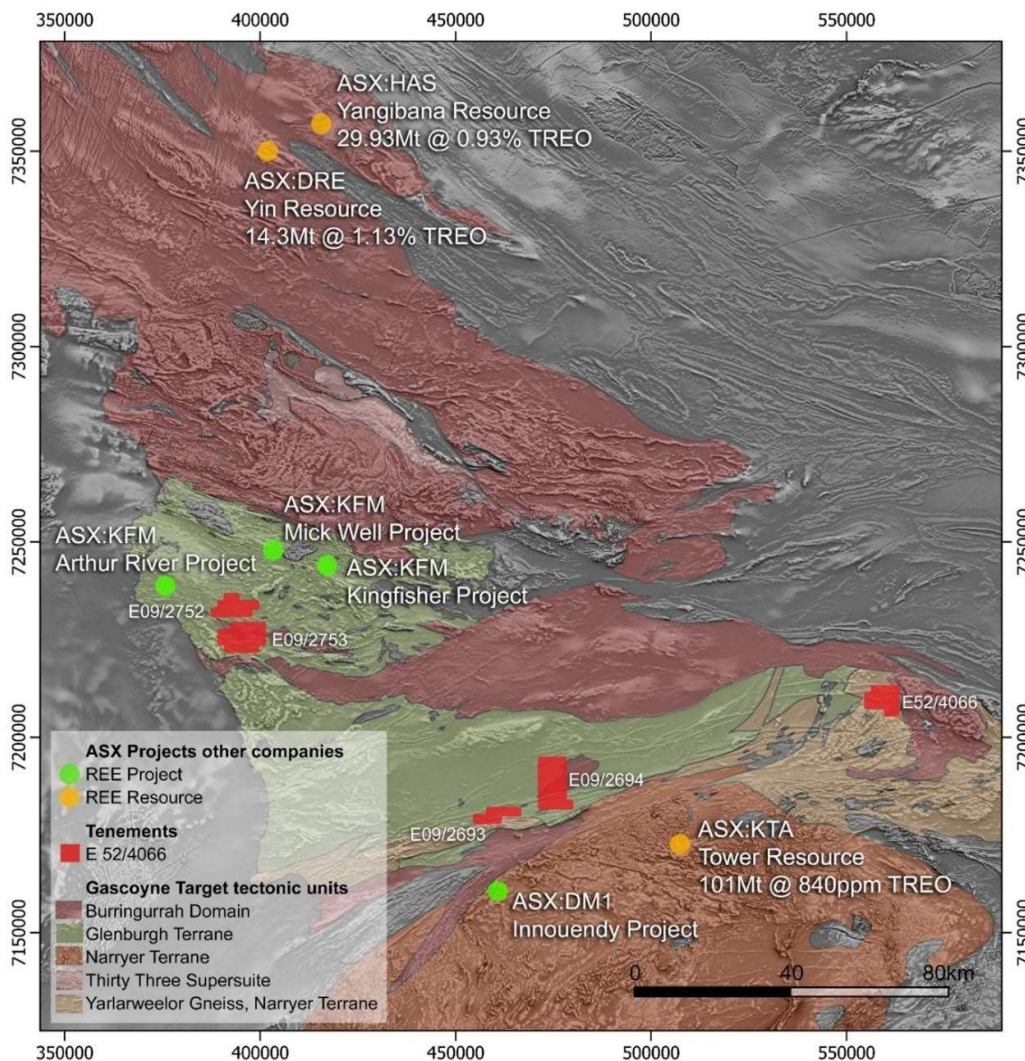 350000
400000
450000
500000
550000
7350000
7300000
7250000
7200000
7150000
ASX:HAS
Yangibana Resource
29.93Mt @ 0.93% TREO
ASX:DRE
Yin Resource
14.3Mt @ 1.13% TREO
ASX:KFM
Mick Well Project
ASX:KFM
Arthur River Project
ASX:KFM
Kingfisher Project
E09/2752
E09/2753
E52/4066
E09/2694
E09/2693
ASX:KTA
Tower Resource
101Mt @ 840ppm TREO
ASX:DM1
Innouendy Project
ASX Projects other companies
REE Project
REE Resource
Tenements
E 52/4066
Gascoyne Target tectonic units
Burringurrah Domain
Glenburgh Terrane
Narryer Terrane
Thirty Three Supersuite
Yarlarweelor Gneiss, Narryer Terrane
0 40 80km
7350000
7300000
7250000
7200000
7150000
350000
400000
450000
500000
550000